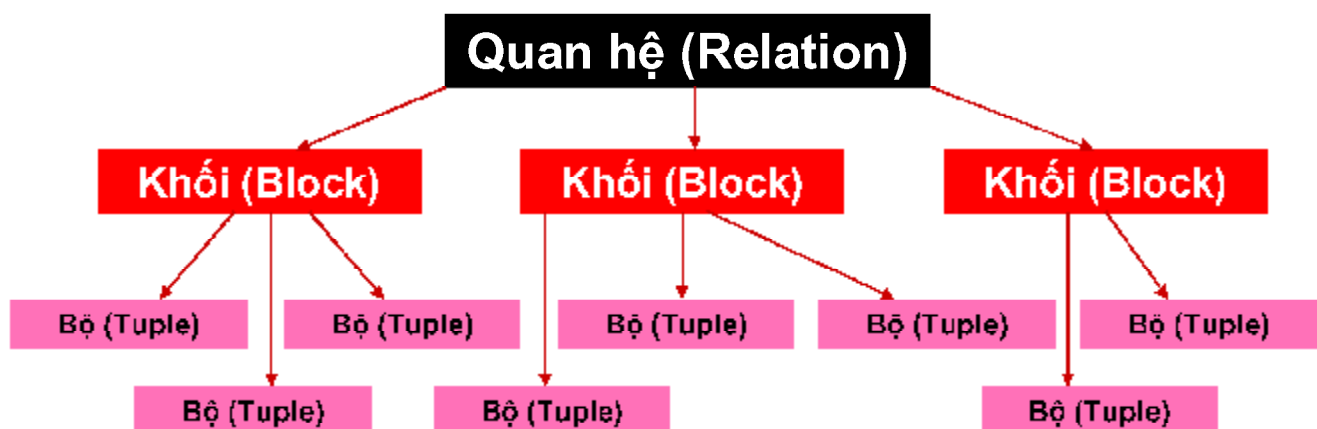 Quan hệ (Relation)
Khối (Block)
Khối (Block)
Khối (Block)
Bộ (Tuple)
Bộ (Tuple)
Bộ (Tuple)
Bộ (Tuple)
Bộ (Tuple)
Bộ (Tuple)
Bộ (Tuple)
Bộ (Tuple)